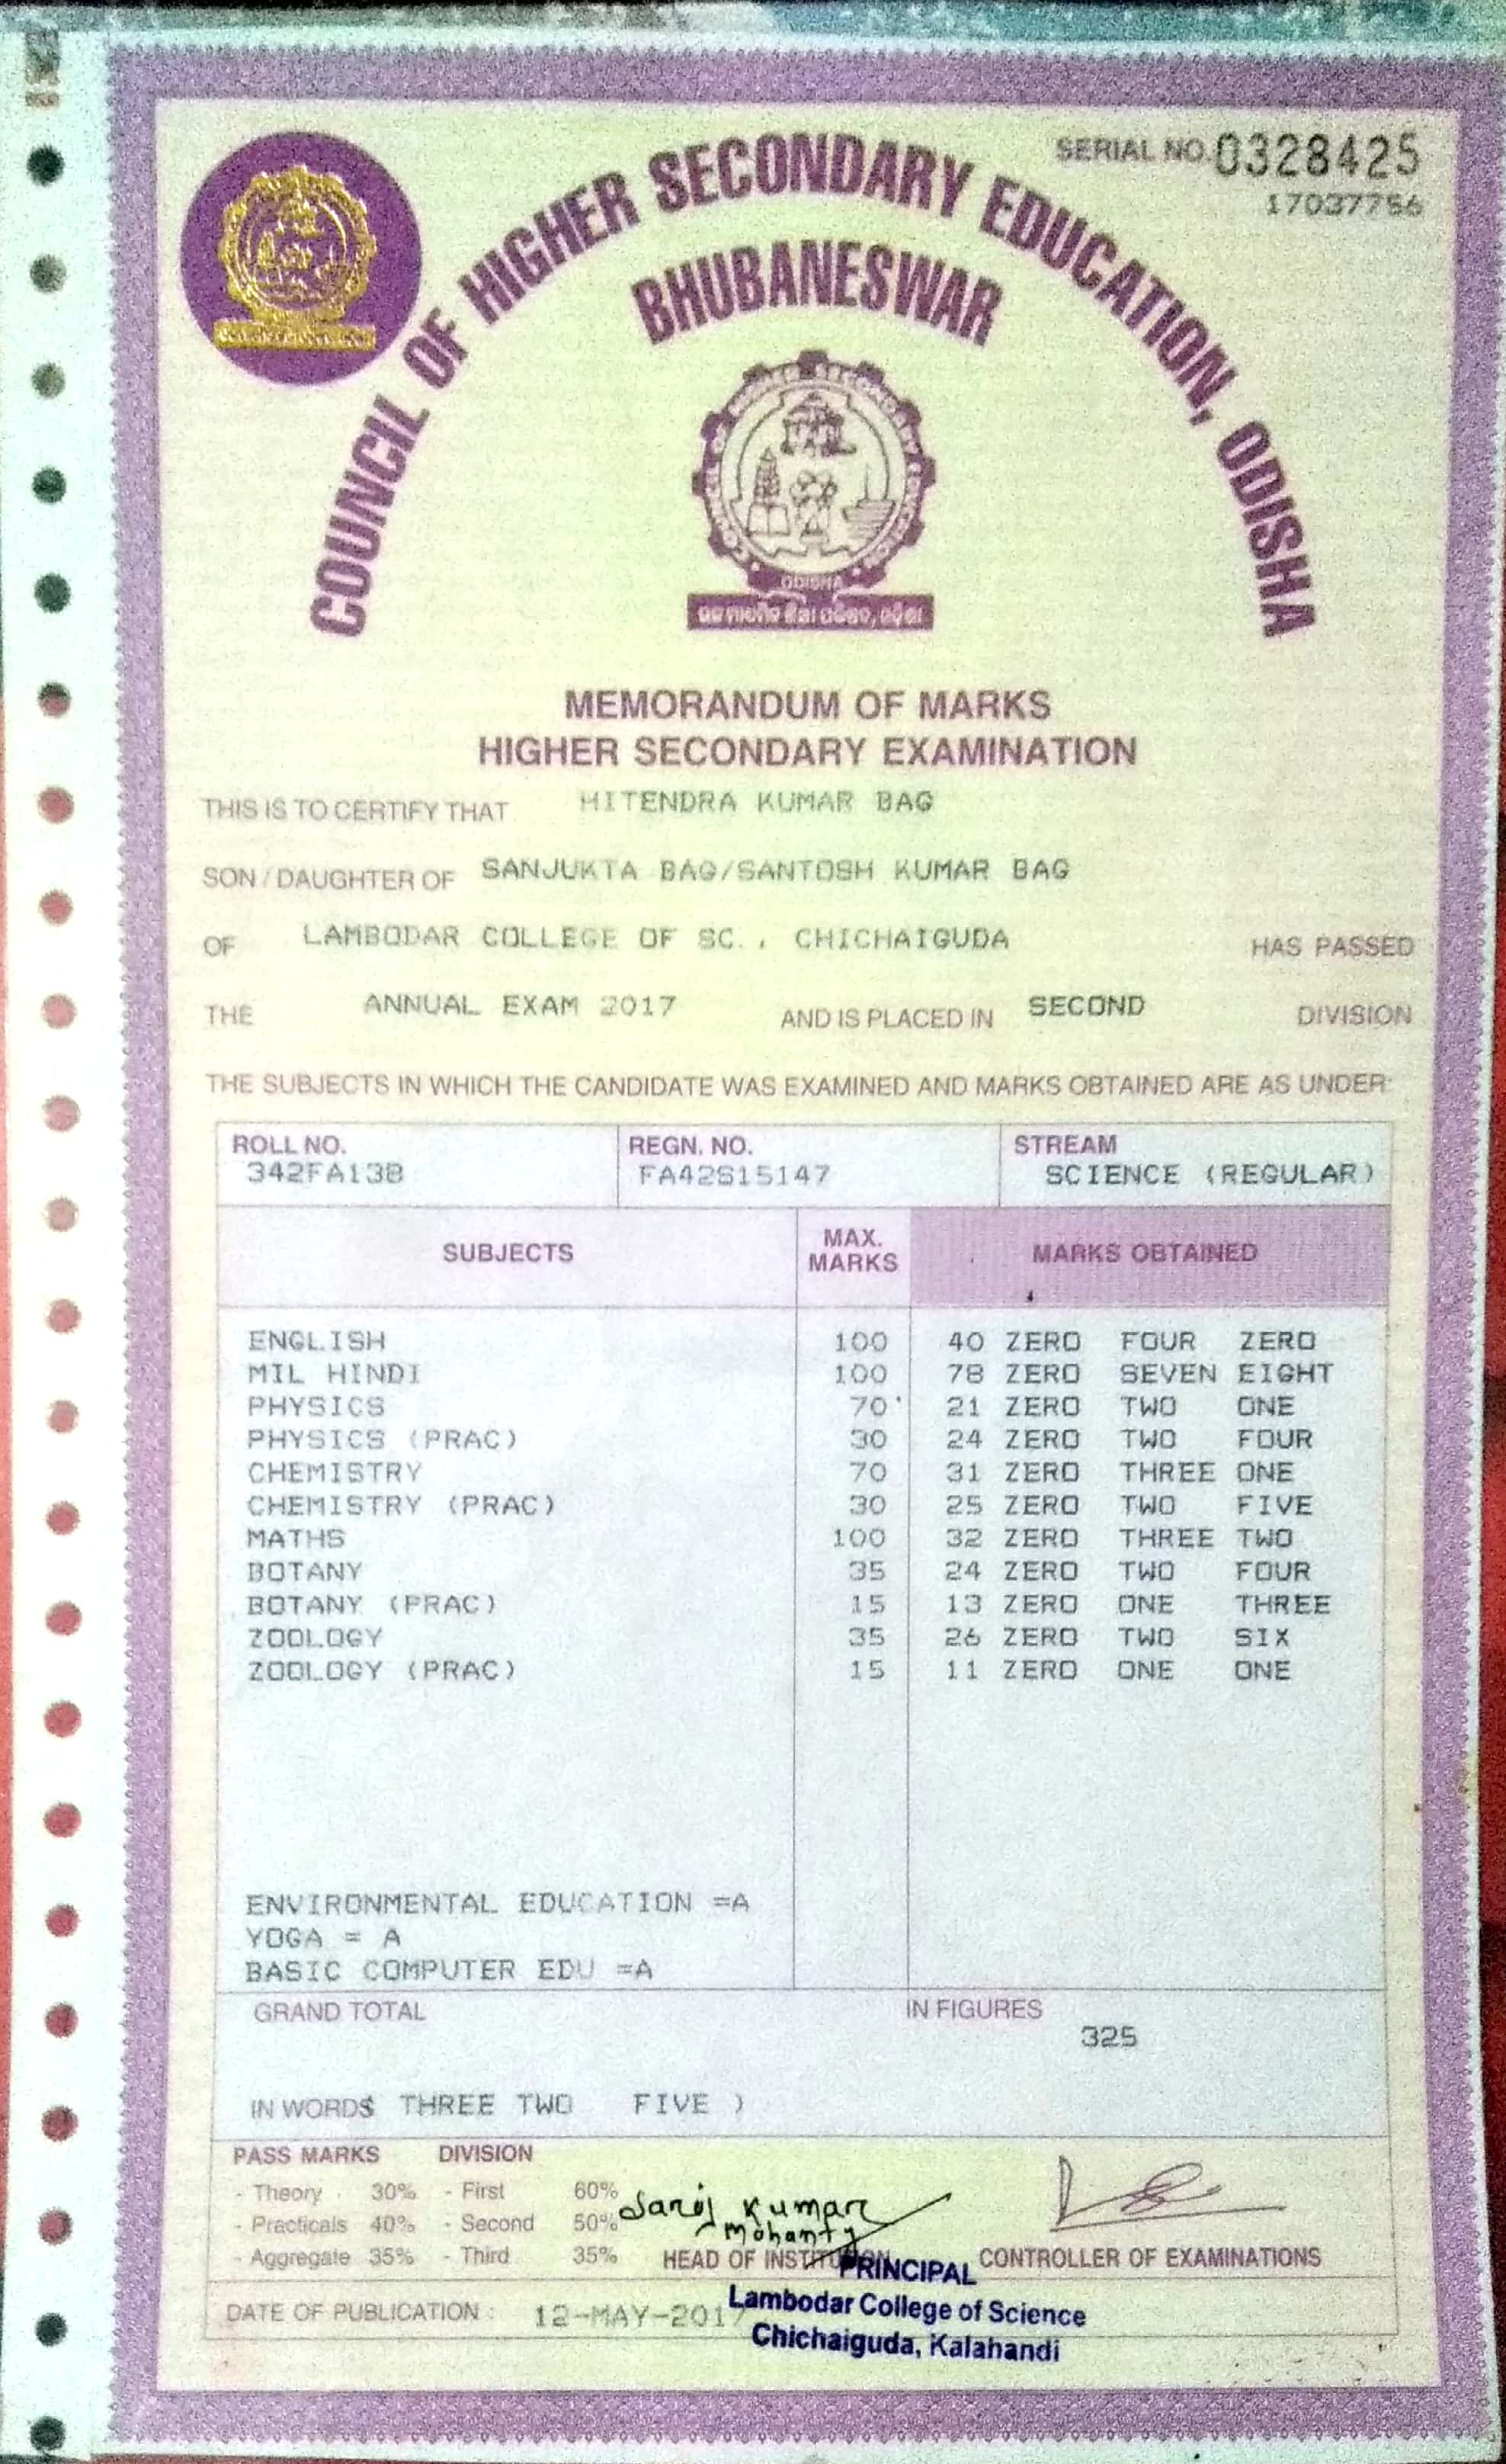 SERIAL NO. 0328425
17037756
COUNCIL OF HIGHER SECONDARY EDUCATION, ODISHA
BHUBANESWAR
ODISHA
MEMORANDUM OF MARKS
HIGHER SECONDARY EXAMINATION
THIS IS TO CERTIFY THAT HITENDRA KUMAR BAG
SON / DAUGHTER OF SANJUKTA BAG/SANTOSH KUMAR BAG
OF LAMBODAR COLLEGE OF SC., CHICHAIGUDA HAS PASSED
THE ANNUAL EXAM 2017 AND IS PLACED IN SECOND DIVISION
THE SUBJECTS IN WHICH THE CANDIDATE WAS EXAMINED AND MARKS OBTAINED ARE AS UNDER:
ROLL NO. REGN. NO. STREAM
342FA138 FA42S15147 SCIENCE (REGULAR)
SUBJECTS MAX. MARKS MARKS OBTAINED
ENGLISH 100 40 ZERO FOUR ZERO
MIL HINDI 100 78 ZERO SEVEN EIGHT
PHYSICS 70 21 ZERO TWO ONE
PHYSICS (PRAC) 30 24 ZERO TWO FOUR
CHEMISTRY 70 31 ZERO THREE ONE
CHEMISTRY (PRAC) 30 25 ZERO TWO FIVE
MATHS 100 32 ZERO THREE TWO
BOTANY 35 24 ZERO TWO FOUR
BOTANY (PRAC) 15 13 ZERO ONE THREE
ZOOLOGY 35 26 ZERO TWO SIX
ZOOLOGY (PRAC) 15 11 ZERO ONE ONE
ENVIRONMENTAL EDUCATION =A
YOGA = A
BASIC COMPUTER EDU =A
GRAND TOTAL IN FIGURES
325
IN WORDS THREE TWO FIVE )
PASS MARKS DIVISION
- Theory 30% - First 60%
- Practicals 40% - Second 50%
- Aggregate 35% - Third 35%
Saroj Kumar
Mohanty
HEAD OF INSTITUTION CONTROLLER OF EXAMINATIONS
PRINCIPAL
Lambodar College of Science
Chichaiguda, Kalahandi
DATE OF PUBLICATION : 12-MAY-2017